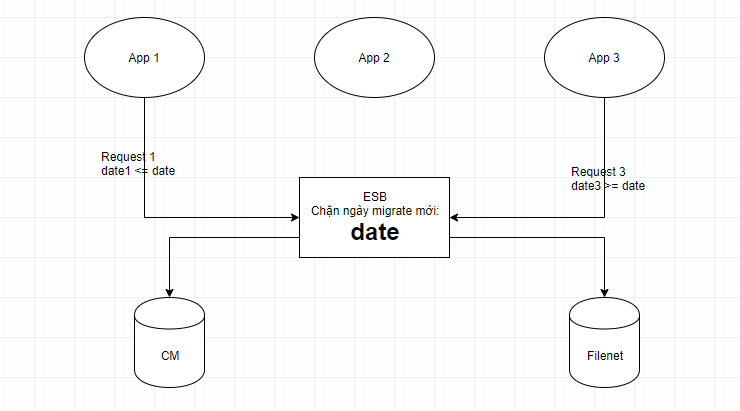 App 1
App 2
App 3
Request 1
date1 <= date
Request 3
date3 >= date
ESB
Chặn ngày migrate mới:
date
CM
Filenet